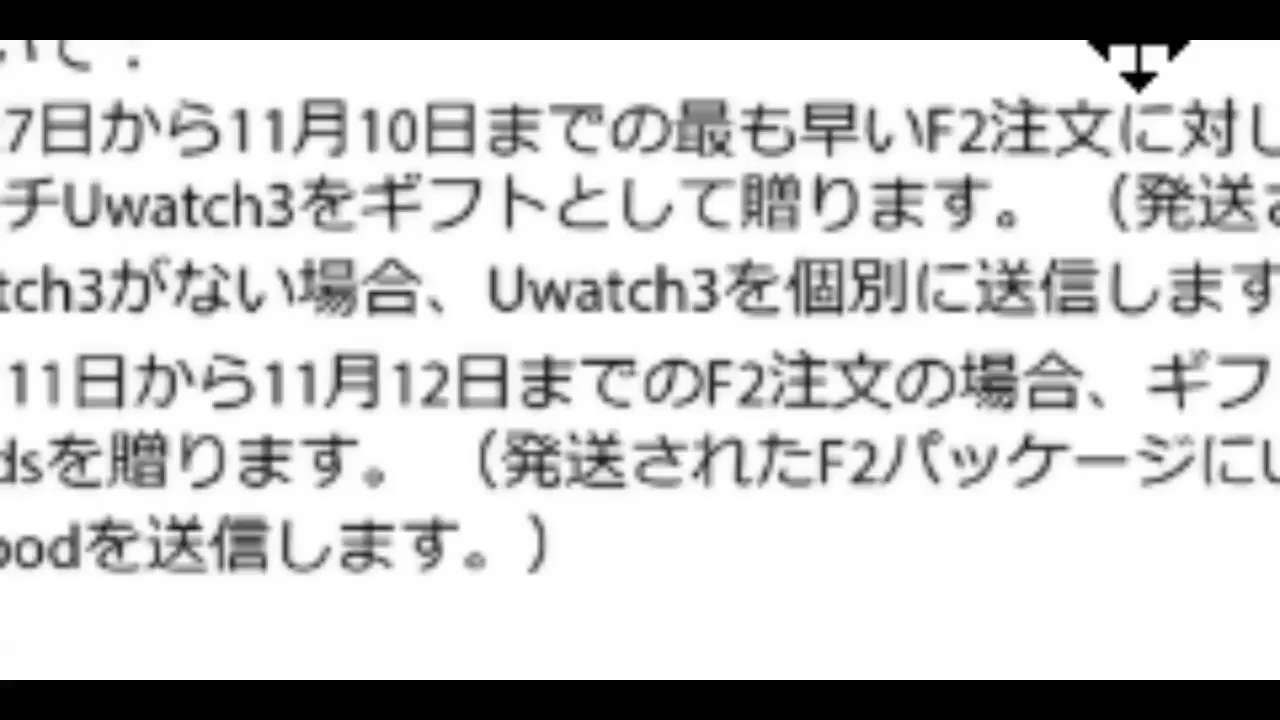 いて：
7日から11月10日までの最も早いF2注文に対し
ーチUwatch3をギフトとして贈ります。 （発送さ
tch3がない場合、Uwatch3を個別に送信します
11日から11月12日までのF2注文の場合、ギフ
dsを贈ります。 （発送されたF2パッケージにい
podを送信します。）